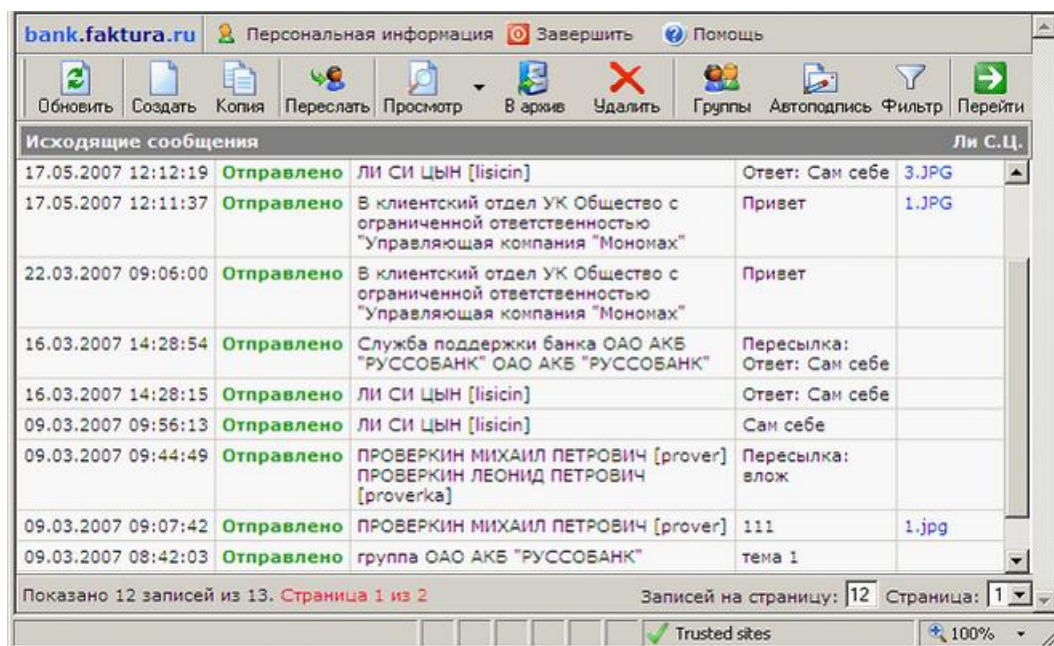 bank.faktura.ru Персональная информация Завершить Помощь
Обновить Создать Копия Переслать Просмотр В архив Удалить Группы Автоподпись Фильтр Перейти
Исходящие сообщения Ли С.Ц.
17.05.2007 12:12:19 Отправлено ЛИ СИ ЦЫН [lisicin] Ответ: Сам себе 3.JPG
17.05.2007 12:11:37 Отправлено В клиентский отдел УК Общество с Привет 1.JPG
ограниченной ответственностью
"Управляющая компания "Мономах"
22.03.2007 09:06:00 Отправлено В клиентский отдел УК Общество с Привет
ограниченной ответственностью
"Управляющая компания "Мономах"
16.03.2007 14:28:54 Отправлено Служба поддержки банка ОАО АКБ Пересылка:
"РУССОБАНК" ОАО АКБ "РУССОБАНК" Ответ: Сам себе
16.03.2007 14:28:15 Отправлено ЛИ СИ ЦЫН [lisicin] Ответ: Сам себе
09.03.2007 09:56:13 Отправлено ЛИ СИ ЦЫН [lisicin] Сам себе
09.03.2007 09:44:49 Отправлено ПРОВЕРКИН МИХАИЛ ПЕТРОВИЧ [prover] Пересылка:
ПРОВЕРКИН ЛЕОНИД ПЕТРОВИЧ влож
[proverka]
09.03.2007 09:07:42 Отправлено ПРОВЕРКИН МИХАИЛ ПЕТРОВИЧ [prover] 111 1.jpg
09.03.2007 08:42:03 Отправлено группа ОАО АКБ "РУССОБАНК" тема 1
Показано 12 записей из 13. Страница 1 из 2 Записей на страницу: 12 Страница: 1
Trusted sites 100%